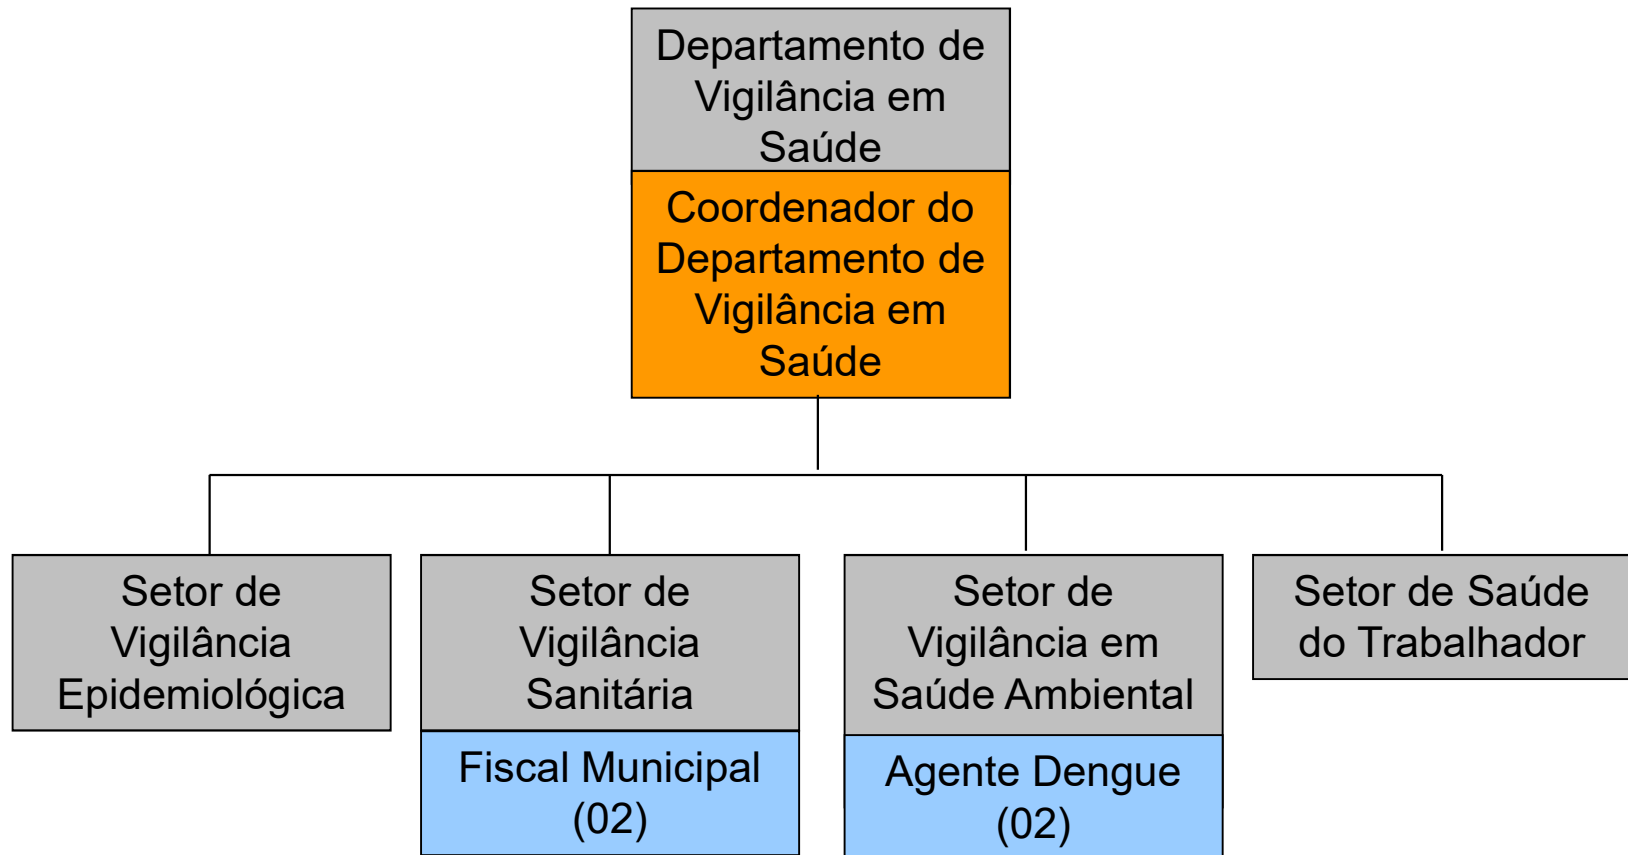 Departamento de
Vigilância em
Saúde
Coordenador do
Departamento de
Vigilância em
Saúde
Setor de
Vigilância
Epidemiológica
Setor de
Vigilância
Sanitária
Fiscal Municipal
(02)
Setor de
Vigilância em
Saúde Ambiental
Agente Dengue
(02)
Setor de Saúde
do Trabalhador